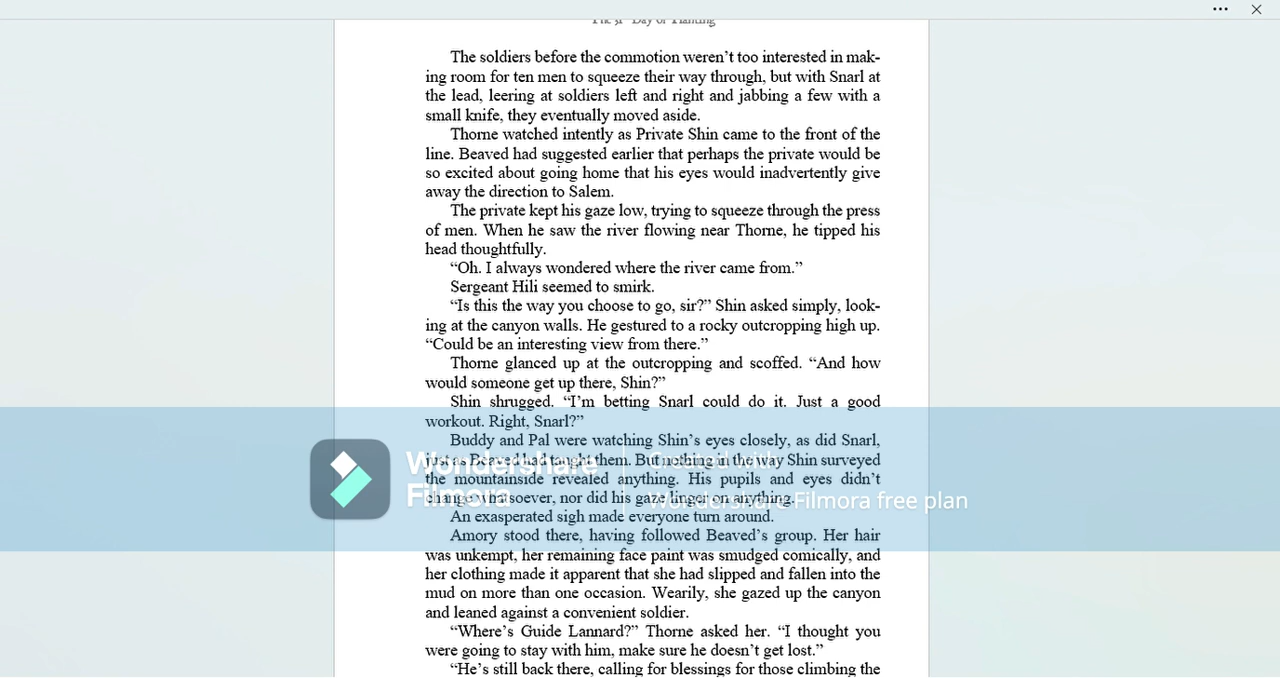 The 31st Day of Planting
The soldiers before the commotion weren’t too interested in mak-
ing room for ten men to squeeze their way through, but with Snarl at
the lead, leering at soldiers left and right and jabbing a few with a
small knife, they eventually moved aside.
Thorne watched intently as Private Shin came to the front of the
line. Beaved had suggested earlier that perhaps the private would be
so excited about going home that his eyes would inadvertently give
away the direction to Salem.
The private kept his gaze low, trying to squeeze through the press
of men. When he saw the river flowing near Thorne, he tipped his
head thoughtfully.
“Oh. I always wondered where the river came from.”
Sergeant Hili seemed to smirk.
“Is this the way you choose to go, sir?” Shin asked simply, look-
ing at the canyon walls. He gestured to a rocky outcropping high up.
“Could be an interesting view from there.”
Thorne glanced up at the outcropping and scoffed. “And how
would someone get up there, Shin?”
Shin shrugged. “I’m betting Snarl could do it. Just a good
workout. Right, Snarl?”
Buddy and Pal were watching Shin’s eyes closely, as did Snarl,
just as Beaved had taught them. But nothing in the way Shin surveyed
the mountainside revealed anything. His pupils and eyes didn’t
change whatsoever, nor did his gaze linger on anything.
Wondershare
Filmora
Created with
Wondershare Filmora free plan
An exasperated sigh made everyone turn around.
Amory stood there, having followed Beaved’s group. Her hair
was unkempt, her remaining face paint was smudged comically, and
her clothing made it apparent that she had slipped and fallen into the
mud on more than one occasion. Wearily, she gazed up the canyon
and leaned against a convenient soldier.
“Where’s Guide Lannard?” Thorne asked her. “I thought you
were going to stay with him, make sure he doesn’t get lost.”
“He’s still back there, calling for blessings for those climbing the